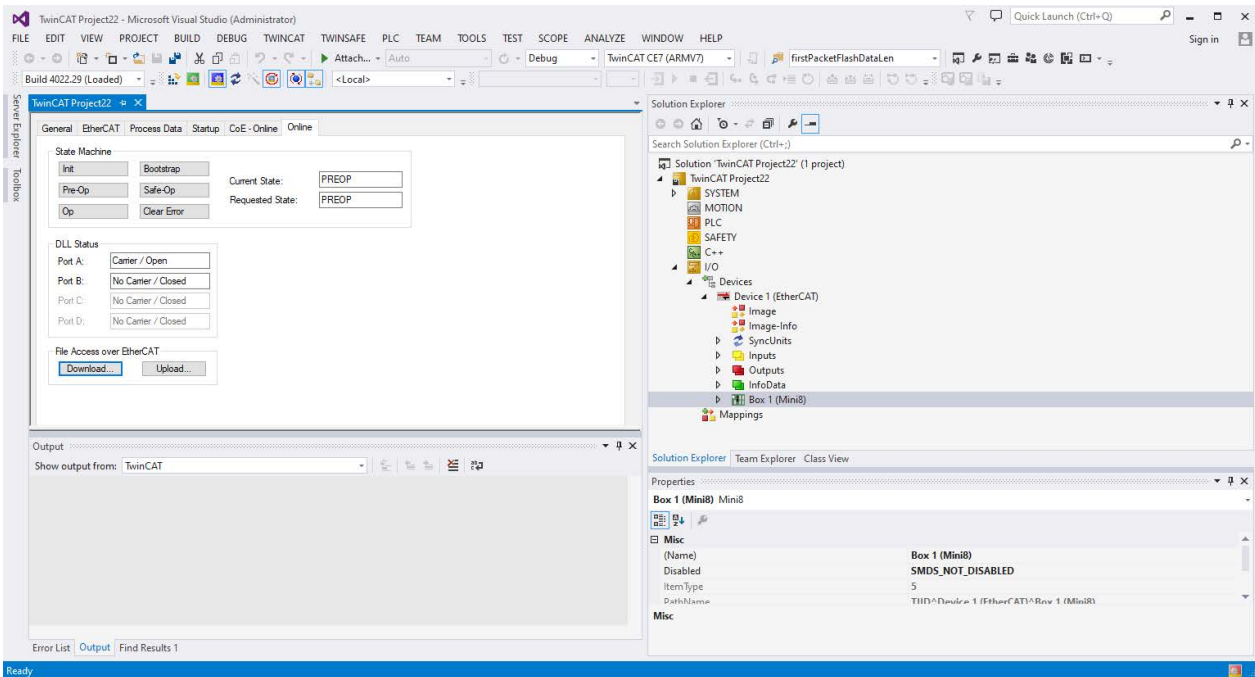 TwinCAT Project22 - Microsoft Visual Studio (Administrator)
Quick Launch (Ctrl+Q)
FILE EDIT VIEW PROJECT BUILD DEBUG TWINCAT TWINSAFE PLC TEAM TOOLS TEST SCOPE ANALYZE WINDOW HELP
Sign in
Attach... Auto Debug TwinCAT CE7 (ARMV7) firstPacketFlashDataLen
Build 4022.29 (Loaded) <Local>
Server Explorer
Toolbox
TwinCAT Project22
General EtherCAT Process Data Startup CoE - Online Online
State Machine
Init Bootstrap
Pre-Op Safe-Op
Op Clear Error
Current State: PREOP
Requested State: PREOP
DLL Status
Port A: Carrier / Open
Port B: No Carrier / Closed
Port C: No Carrier / Closed
Port D: No Carrier / Closed
File Access over EtherCAT
Download... Upload...
Output
Show output from: TwinCAT
Error List Output Find Results 1
Solution Explorer
Search Solution Explorer (Ctrl+;)
Solution 'TwinCAT Project22' (1 project)
TwinCAT Project22
SYSTEM
MOTION
PLC
SAFETY
C++
I/O
Devices
Device 1 (EtherCAT)
Image
Image-Info
SyncUnits
Inputs
Outputs
InfoData
Box 1 (Mini8)
Mappings
Solution Explorer Team Explorer Class View
Properties
Box 1 (Mini8) Mini8
Misc
(Name) Box 1 (Mini8)
Disabled SMDS_NOT_DISABLED
ItemType 5
PathName TIID^Device 1 (EtherCAT)^Box 1 (Mini8)
Misc
Ready